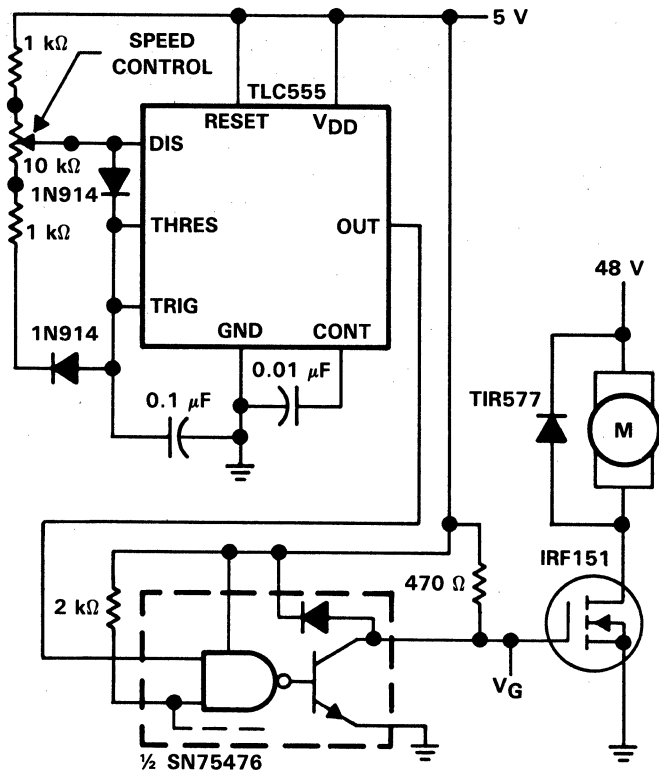 5 V
1 kΩ
SPEED
CONTROL
TLC555
RESET
VDD
DIS
10 kΩ
1N914
THRES
OUT
1 kΩ
TRIG
48 V
1N914
GND
CONT
0.01 μF
0.1 μF
TIR577
M
IRF151
470 Ω
2 kΩ
VG
½ SN75476